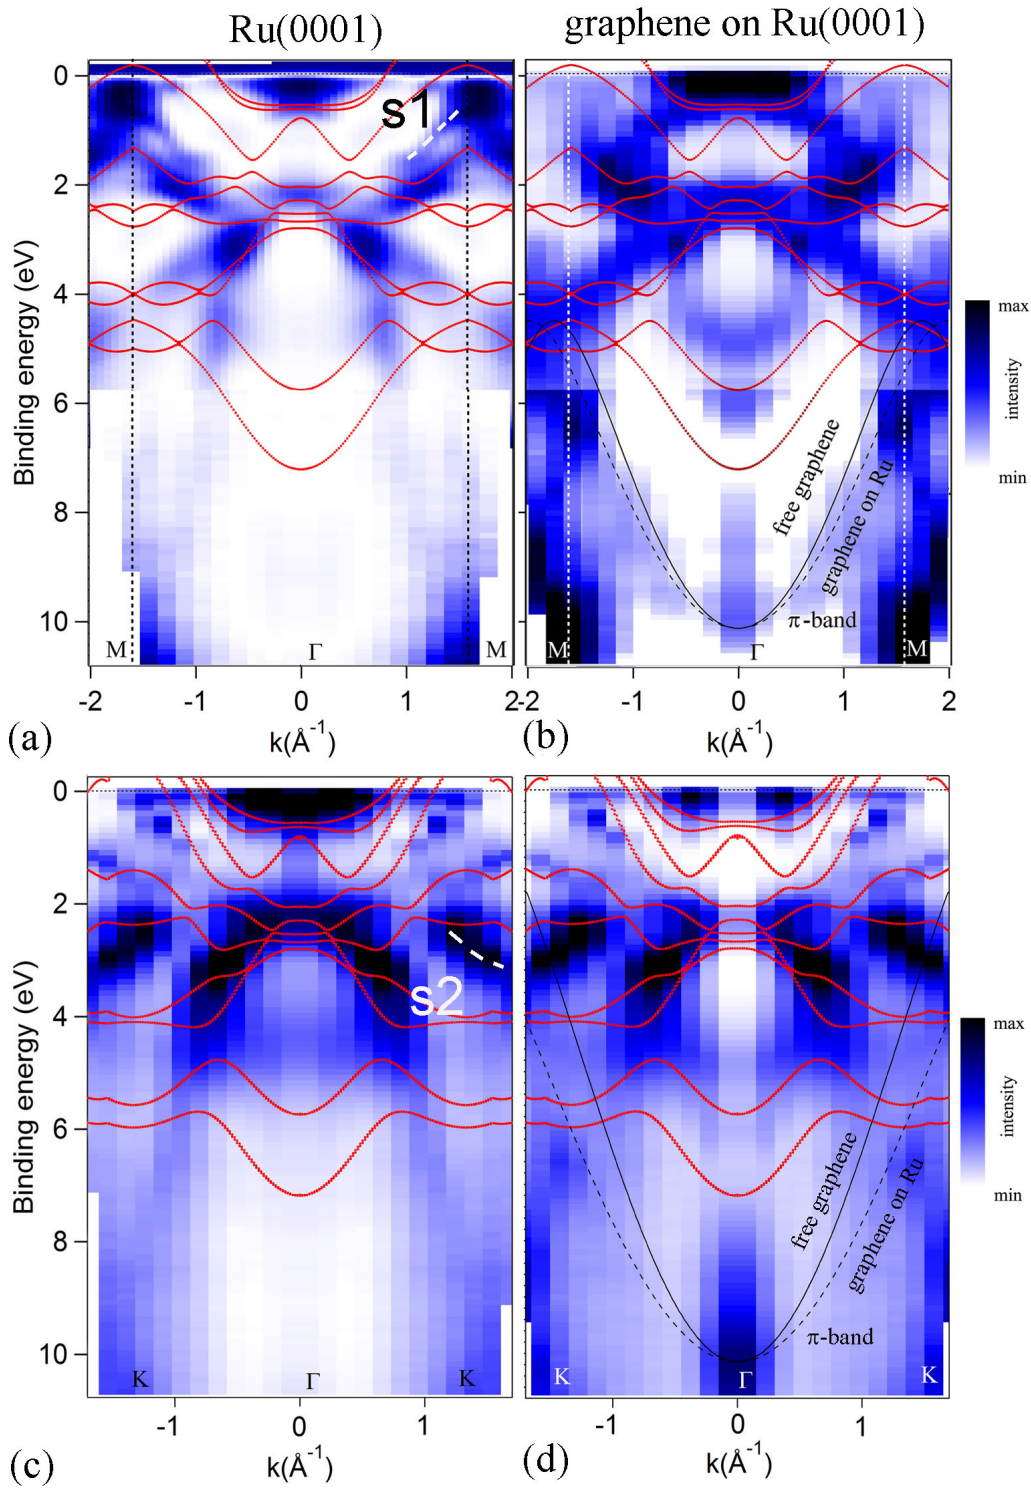 Ru(0001)
graphene on Ru(0001)
0
2
4
6
8
10
Binding energy (eV)
s1
M
Γ
M
-2
-1
0
1
2
k(Å⁻¹)
(a)
free graphene
graphene on Ru
π-band
M
Γ
M
-2
-1
0
1
2
k(Å⁻¹)
(b)
max
intensity
min
0
2
4
6
8
10
Binding energy (eV)
s2
K
Γ
K
-1
0
1
k(Å⁻¹)
(c)
free graphene
graphene on Ru
π-band
K
Γ
K
-1
0
1
k(Å⁻¹)
(d)
max
intensity
min